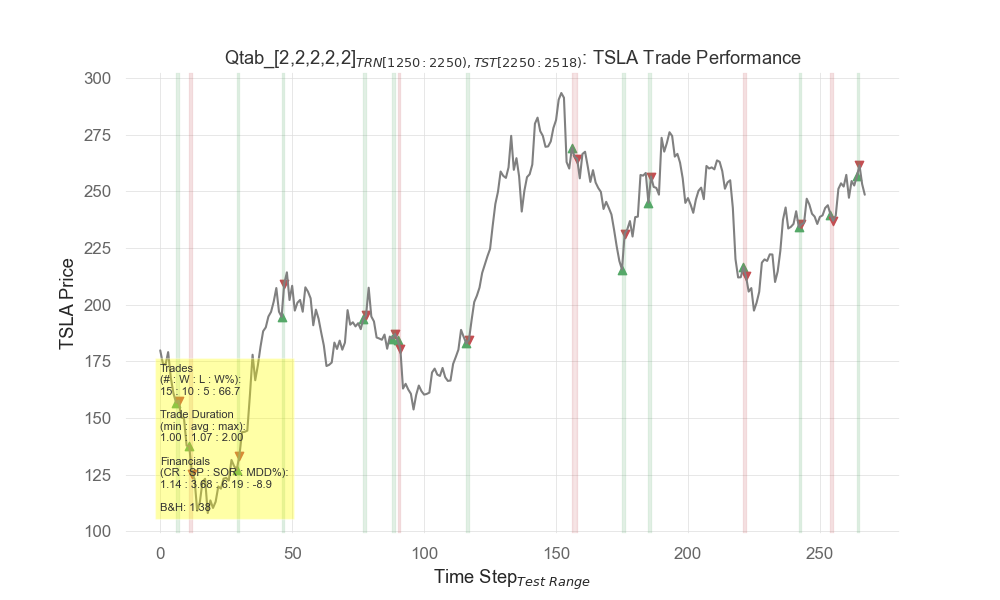 Qtab_[2,2,2,2,2]TRN[1250:2250),TST[2250:2518): TSLA Trade Performance
300
275
250
225
200
175
150
125
100
TSLA Price
Trades
(# : W : L : W%):
15 : 10 : 5 : 66.7
Trade Duration
(min : avg : max):
1.00 : 1.07 : 2.00
Financials
(CR : SP : SOR : MDD%):
1.14 : 3.68 : 6.19 : -8.9
B&H: 1.38
0 50 100 150 200 250
Time StepTest Range